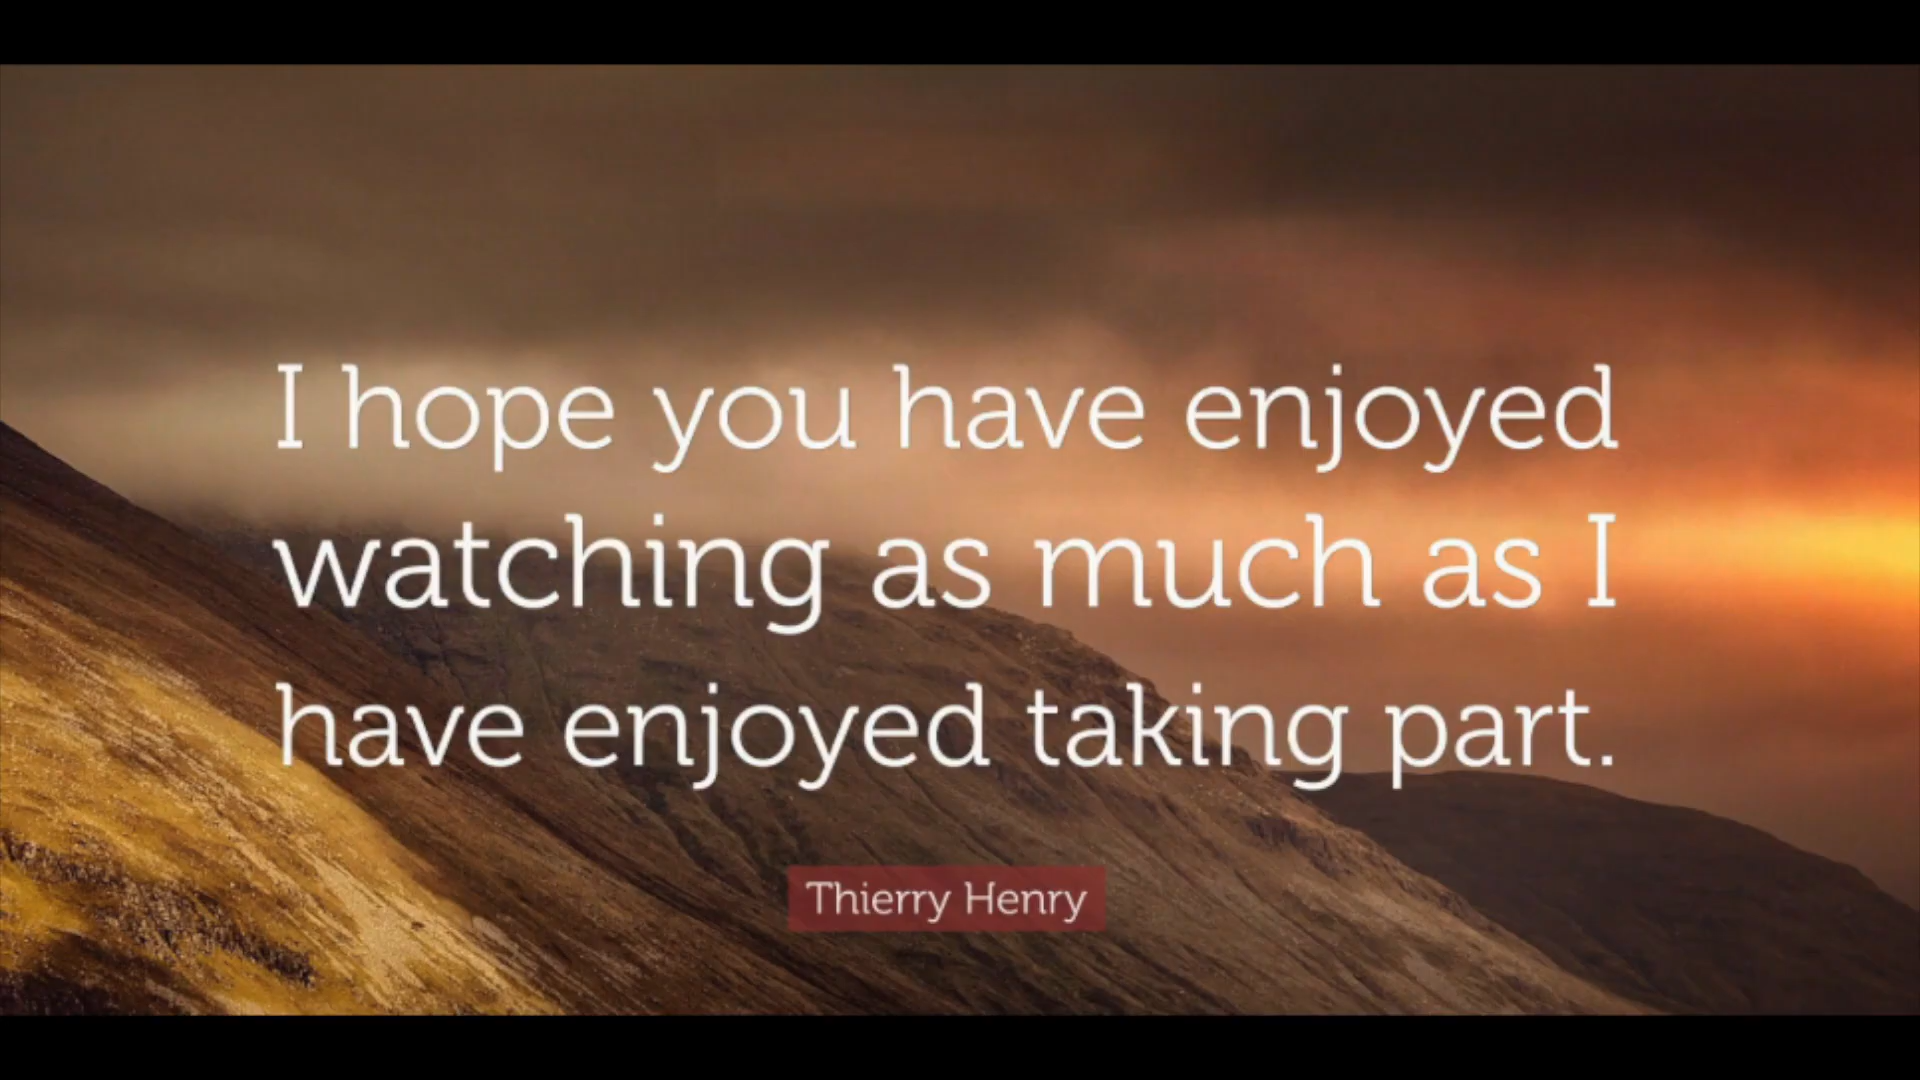 I hope you have enjoyed
watching as much as I
have enjoyed taking part.
Thierry Henry